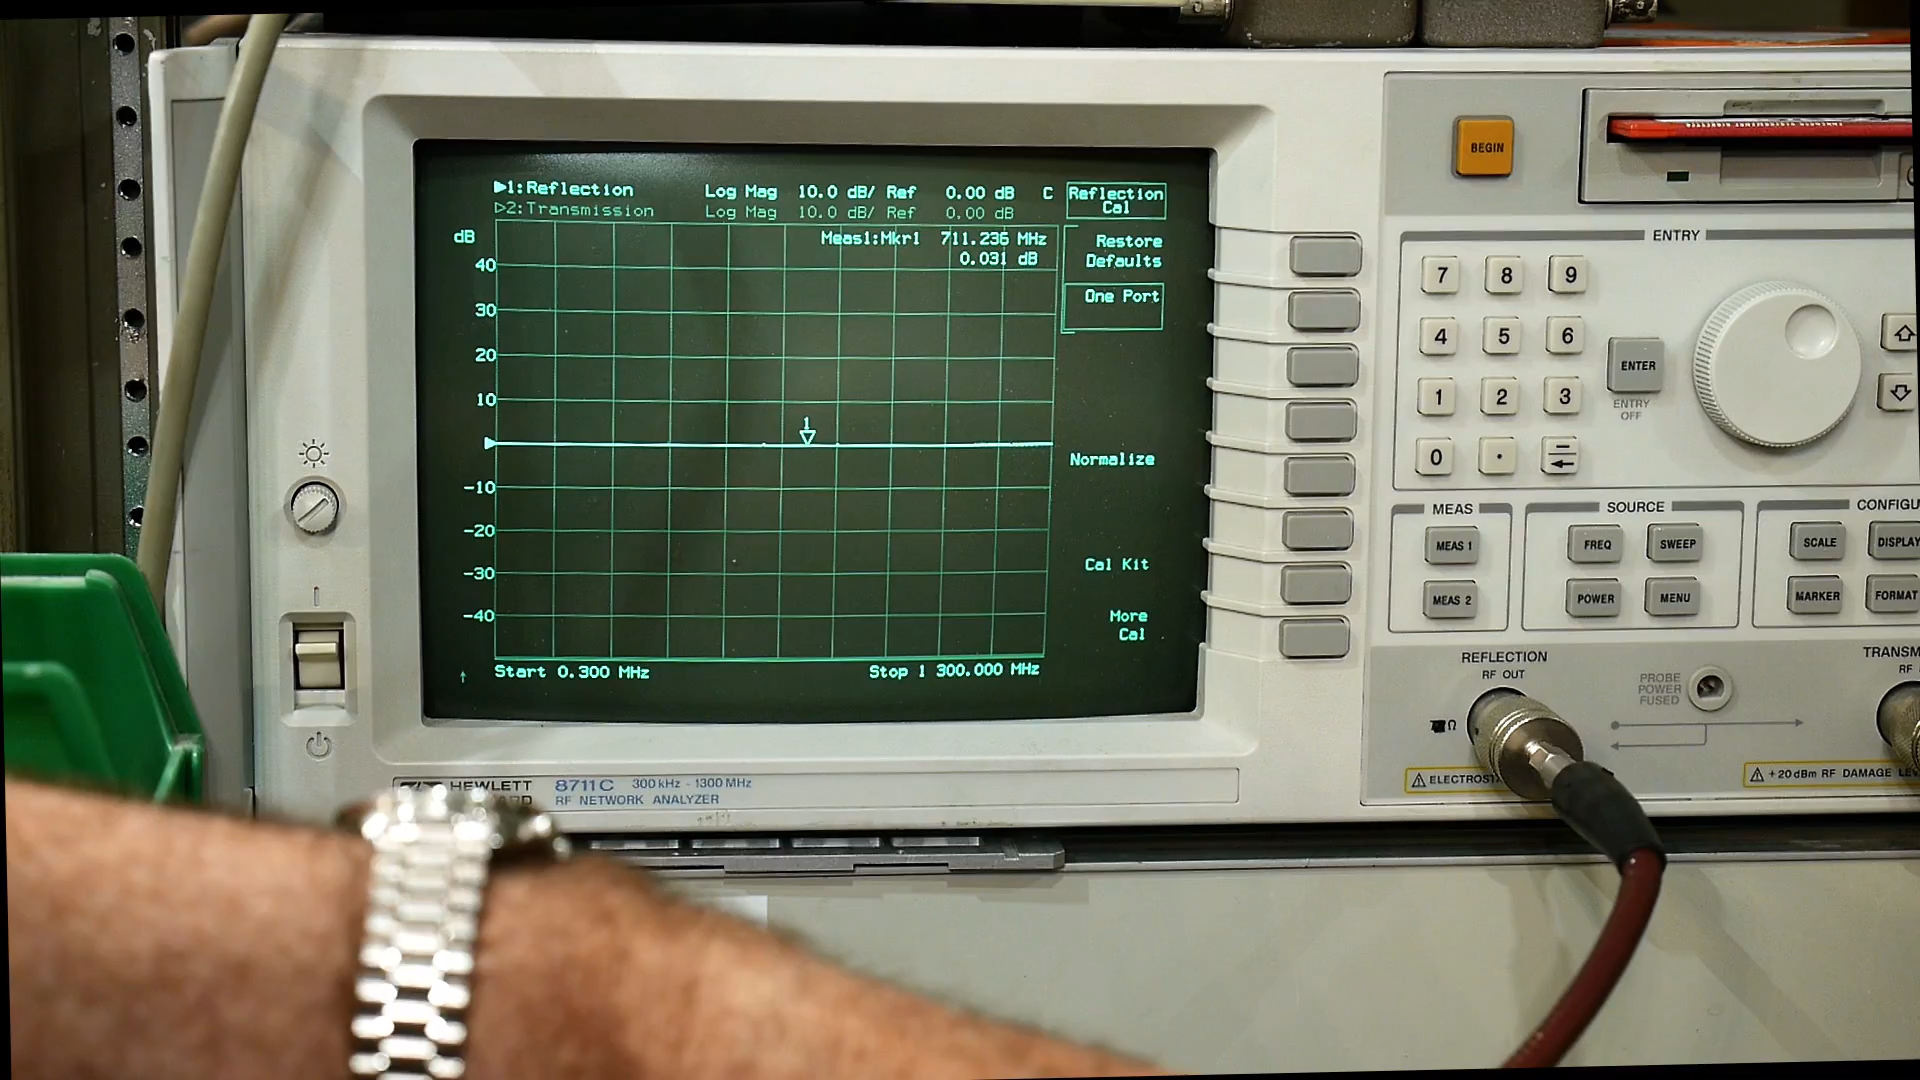 ▶1:Reflection Log Mag 10.0 dB/ Ref 0.00 dB C
▷2:Transmission Log Mag 10.0 dB/ Ref 0.00 dB
Reflection
Cal
dB
Meas1:Mkr1 711.236 MHz
0.031 dB
Restore
Defaults
One Port
40
30
20
10
1
-10
-20
-30
-40
Normalize
Cal Kit
More
Cal
Start 0.300 MHz
Stop 1 300.000 MHz
HEWLETT
8711C 300 kHz - 1300 MHz
RF NETWORK ANALYZER
BEGIN
ENTRY
7 8 9
4 5 6
1 2 3
0 .
ENTER
ENTRY
OFF
MEAS
MEAS 1
MEAS 2
SOURCE
FREQ
SWEEP
POWER
MENU
SCALE
DISPLAY
MARKER
FORMAT
REFLECTION
RF OUT
PROBE
POWER
FUSED
Ω
RF
+20 dBm RF DAMAGE